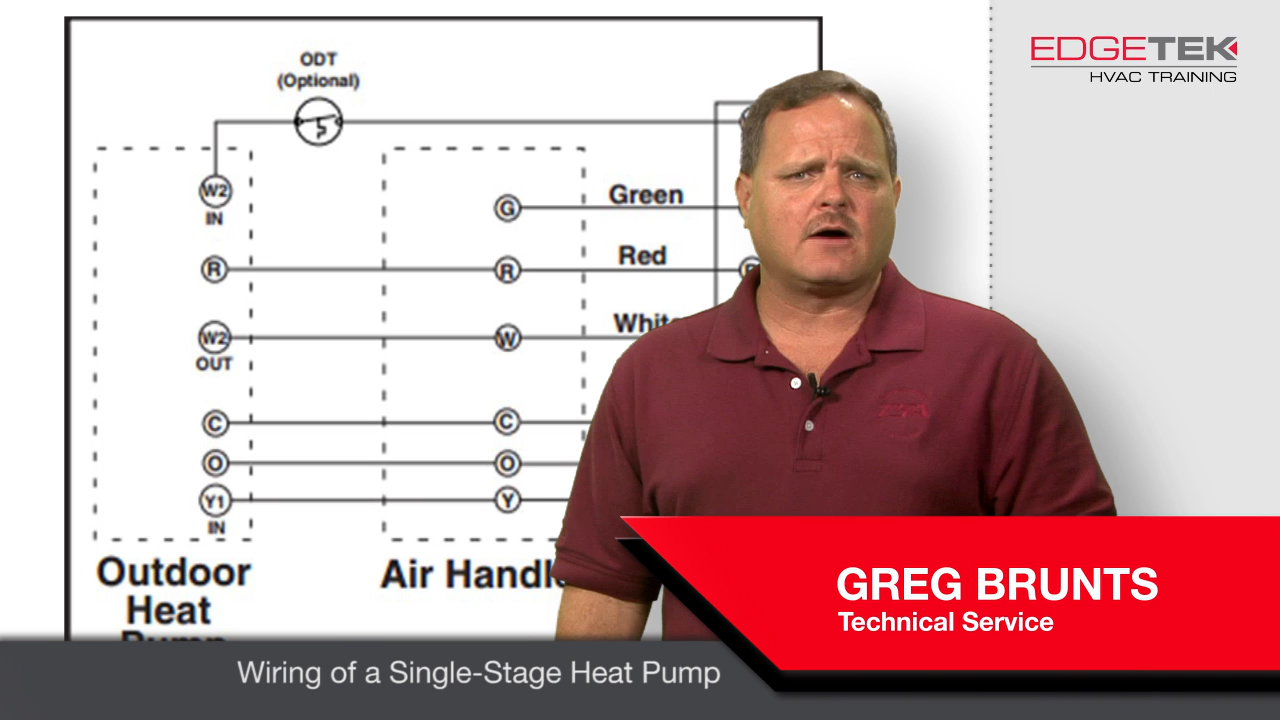 EDGETEK
HVAC TRAINING
ODT
(Optional)
W2
IN
G
Green
R
R
Red
W2
OUT
W
White
C
C
O
O
Y1
IN
Y
Outdoor
Heat
Pump
Air Handle
GREG BRUNTS
Technical Service
Wiring of a Single-Stage Heat Pump